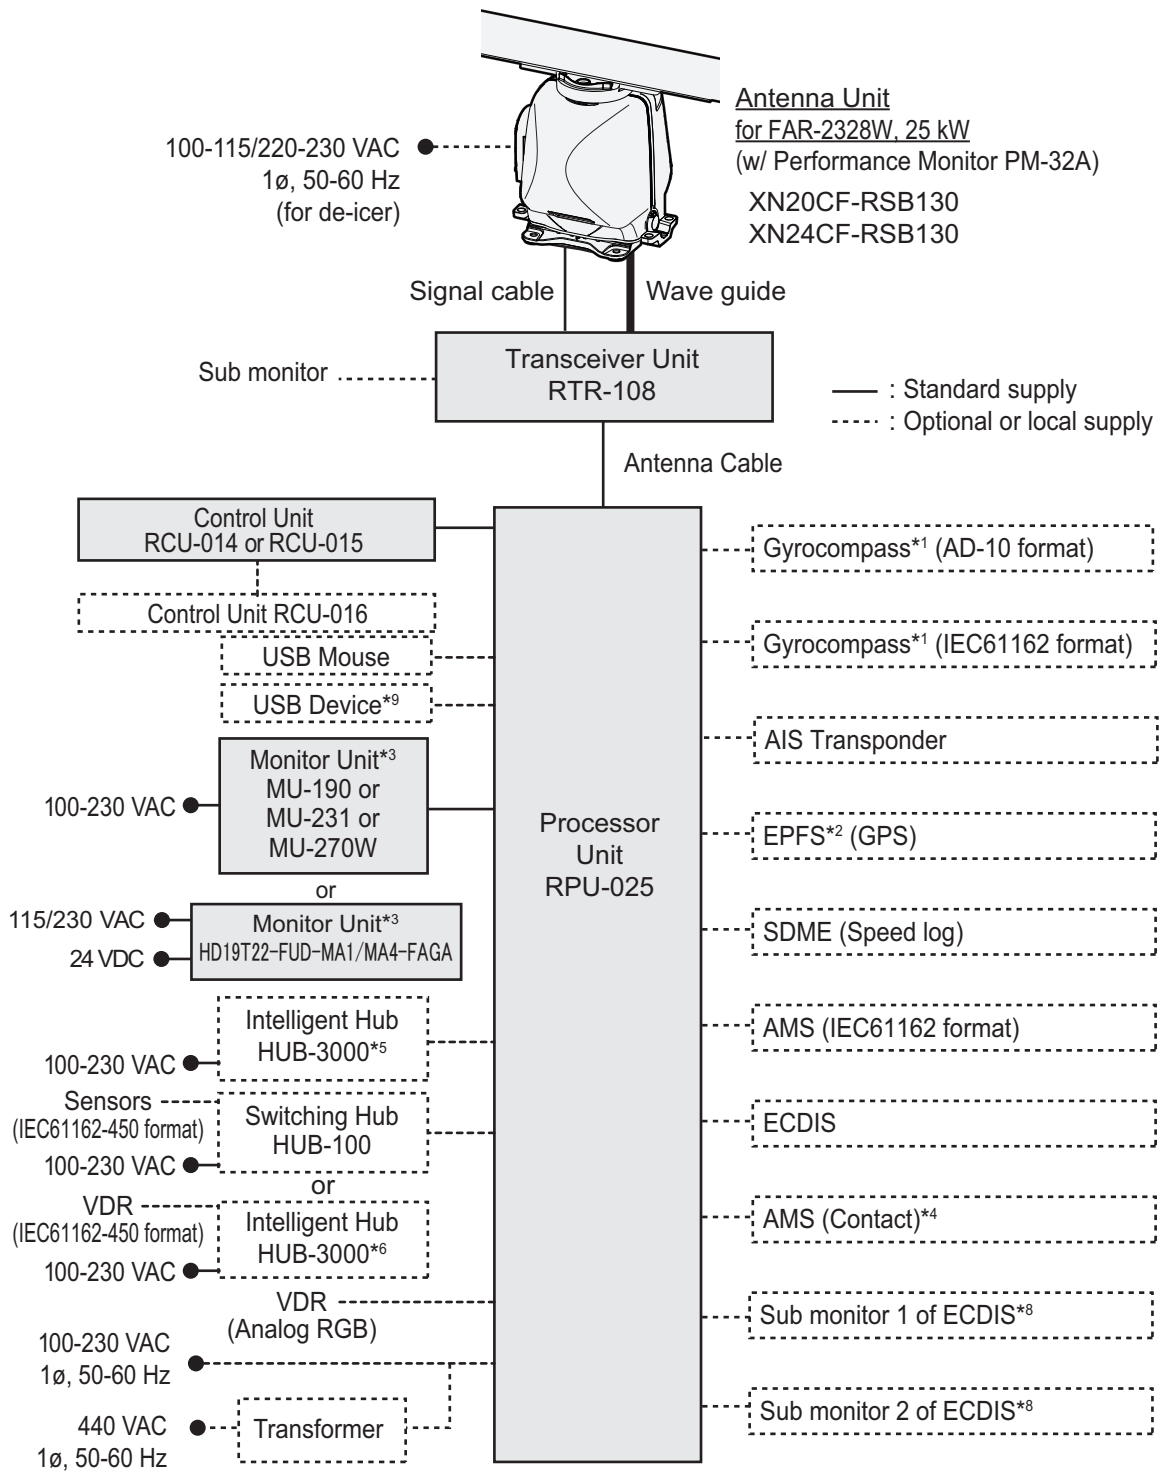 Antenna Unit
for FAR-2328W, 25 kW
(w/ Performance Monitor PM-32A)
XN20CF-RSB130
XN24CF-RSB130
100-115/220-230 VAC
1ø, 50-60 Hz
(for de-icer)
Signal cable
Wave guide
Transceiver Unit
RTR-108
Sub monitor
: Standard supply
: Optional or local supply
Antenna Cable
Control Unit
RCU-014 or RCU-015
Control Unit RCU-016
USB Mouse
USB Device*9
Monitor Unit*3
MU-190 or
MU-231 or
MU-270W
100-230 VAC
or
115/230 VAC
24 VDC
Monitor Unit*3
HD19T22-FUD-MA1/MA4-FAGA
Intelligent Hub
HUB-3000*5
100-230 VAC
Sensors
(IEC61162-450 format)
Switching Hub
HUB-100
100-230 VAC
or
VDR
(IEC61162-450 format)
Intelligent Hub
HUB-3000*6
100-230 VAC
VDR
(Analog RGB)
100-230 VAC
1ø, 50-60 Hz
440 VAC
1ø, 50-60 Hz
Transformer
Processor
Unit
RPU-025
Gyrocompass*1 (AD-10 format)
Gyrocompass*1 (IEC61162 format)
AIS Transponder
EPFS*2 (GPS)
SDME (Speed log)
AMS (IEC61162 format)
ECDIS
AMS (Contact)*4
Sub monitor 1 of ECDIS*8
Sub monitor 2 of ECDIS*8